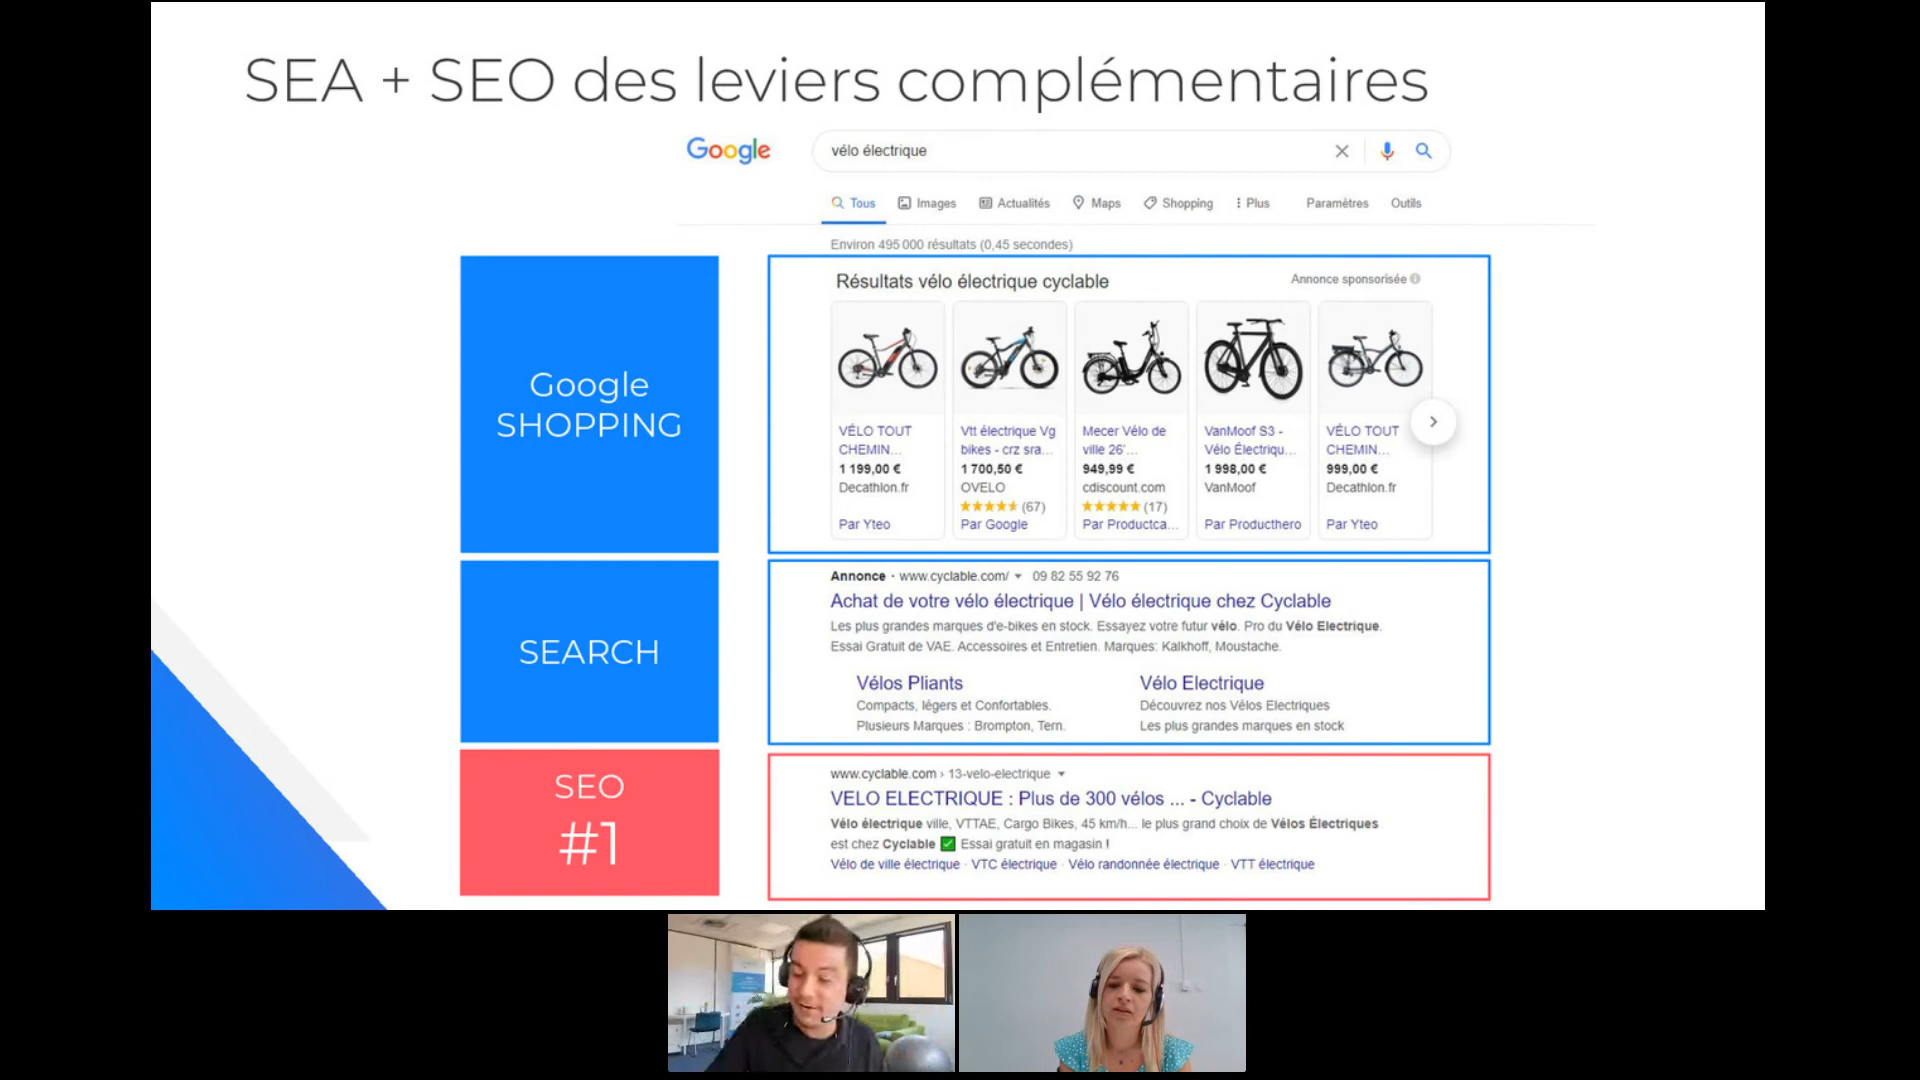 SEA + SEO des leviers complémentaires
Google
vélo électrique
Tous Images Actualités Maps Shopping Plus Paramètres Outils
Environ 495 000 résultats (0,45 secondes)
Google
SHOPPING
Résultats vélo électrique cyclable
Annonce sponsorisée
VÉLO TOUT
CHEMIN...
1 199,00 €
Decathlon.fr
Par Yteo
Vtt électrique Vg
bikes - crz sra...
1 700,50 €
OVELO
(67)
Par Google
Mecer Vélo de
ville 26'...
949,99 €
cdiscount.com
(17)
Par Productca...
VanMoof S3 -
Vélo Électriqu...
1 998,00 €
VanMoof
Par Producthero
VÉLO TOUT
CHEMIN...
999,00 €
Decathlon.fr
Par Yteo
SEARCH
Annonce · www.cyclable.com/ 09 82 55 92 76
Achat de votre vélo électrique | Vélo électrique chez Cyclable
Les plus grandes marques d'e-bikes en stock. Essayez votre futur vélo. Pro du Vélo Electrique.
Essai Gratuit de VAE. Accessoires et Entretien. Marques: Kalkhoff, Moustache.
Vélos Pliants
Compacts, légers et Confortables.
Plusieurs Marques : Brompton, Tern.
Vélo Electrique
Découvrez nos Vélos Electriques
Les plus grandes marques en stock
SEO
#1
www.cyclable.com › 13-velo-electrique
VELO ELECTRIQUE : Plus de 300 vélos ... - Cyclable
Vélo électrique ville, VTTAE, Cargo Bikes, 45 km/h... le plus grand choix de Vélos Électriques
est chez Cyclable ✅ Essai gratuit en magasin !
Vélo de ville électrique · VTC électrique · Vélo randonnée électrique · VTT électrique